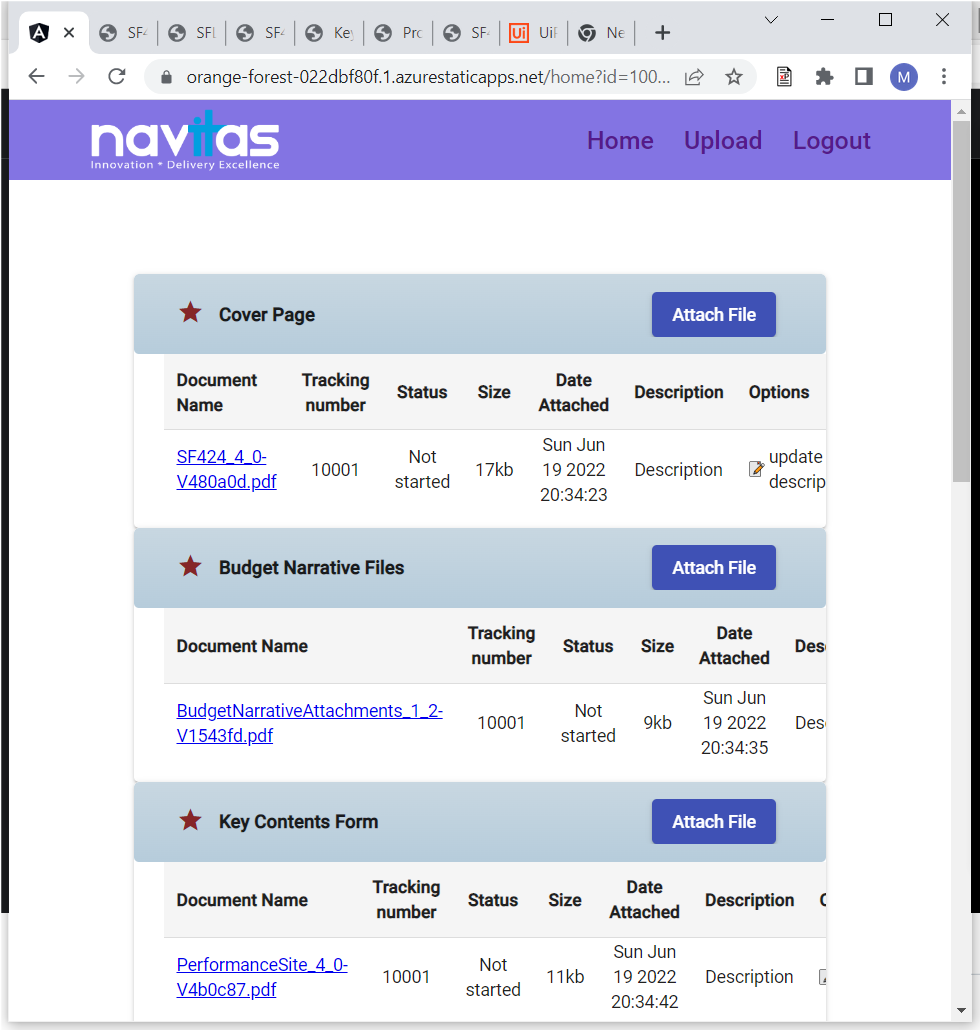 SF4 SFL SF4 Key Pro SF4 UiP Ne
orange-forest-022dbf80f.1.azurestaticapps.net/home?id=100...
M
navitas
Innovation * Delivery Excellence
Home Upload Logout
Cover Page Attach File
Document Name Tracking number Status Size Date Attached Description Options
SF424_4_0-V480a0d.pdf 10001 Not started 17kb Sun Jun 19 2022 20:34:23 Description update descrip
Budget Narrative Files Attach File
Document Name Tracking number Status Size Date Attached Des
BudgetNarrativeAttachments_1_2-V1543fd.pdf 10001 Not started 9kb Sun Jun 19 2022 20:34:35 Des
Key Contents Form Attach File
Document Name Tracking number Status Size Date Attached Description
PerformanceSite_4_0-V4b0c87.pdf 10001 Not started 11kb Sun Jun 19 2022 20:34:42 Description